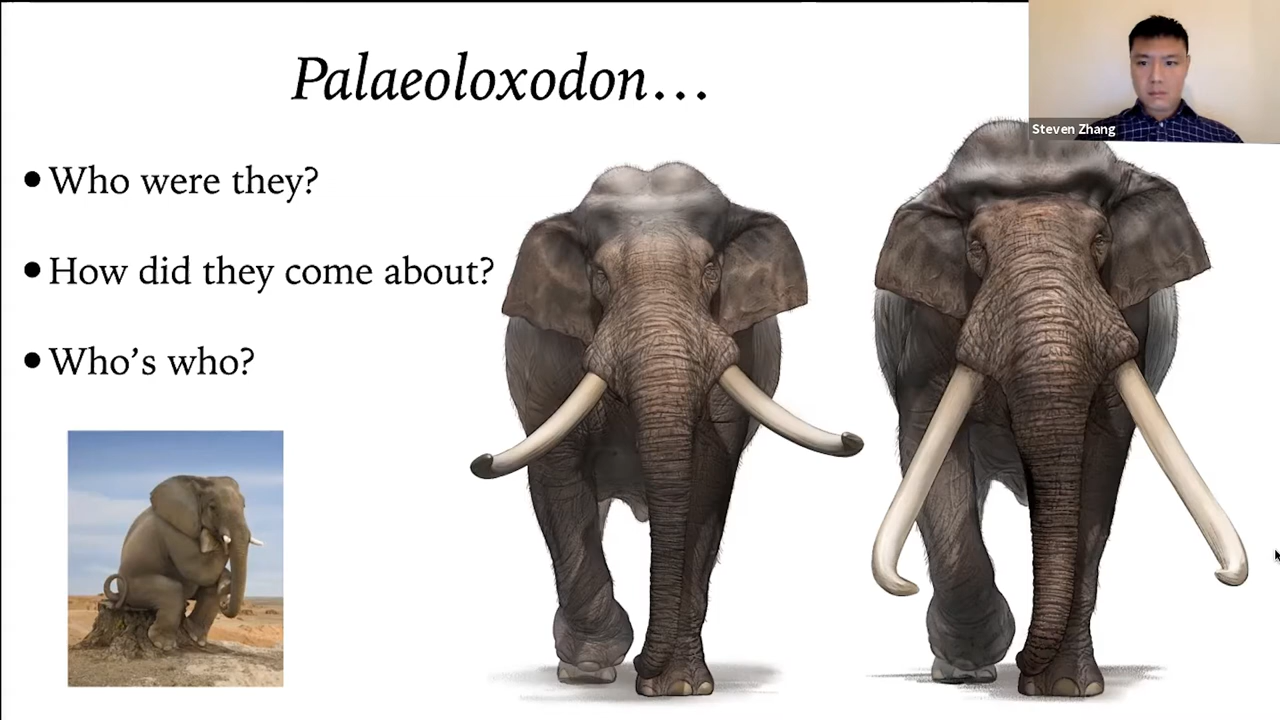 Palaeoloxodon…
Steven Zhang
• Who were they?
• How did they come about?
• Who’s who?